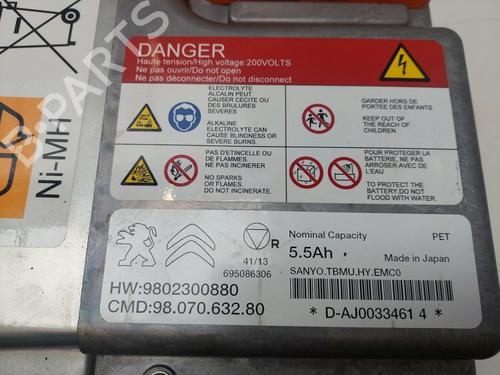 DANGER
Haute tension/High voltage:200VOLTS
Ne pas ouvrir/Do not open
Ne pas déconnecter/Do not disconnect
ELECTROLYTE
ALCALIN PEUT
CAUSER CECITE OU
DES BRULURES
SEVERES
ALKALINE
ELECTROLYTE CAN
CAUSE BLINDNESS OR
SEVERE BURNS.
GARDER HORS DE
PORTEE DES ENFANTS.
KEEP OUT OF THE
REACH OF
CHILDREN.
PAS D'ETINCELLE OU
DE FLAMMES.
NE PAS INCINERER
NO SPARKS
OR FLAMES.
DO NOT INCINERATE.
POUR PROTEGER LA
BATTERIE, NE PAS
ARROSER AVEC DE
L'EAU.
TO PROTECT THE
BATTERY,DO NOT
FLOOD WITH WATER.
Ni-MH
B-PARTS
R
41/13
695086306
HW:9802300880
CMD:98.070.632.80
Nominal Capacity
PET
5.5Ah
Made in Japan
SANYO.TBMU.HY.EMC0
* D-AJ0033461 4 *